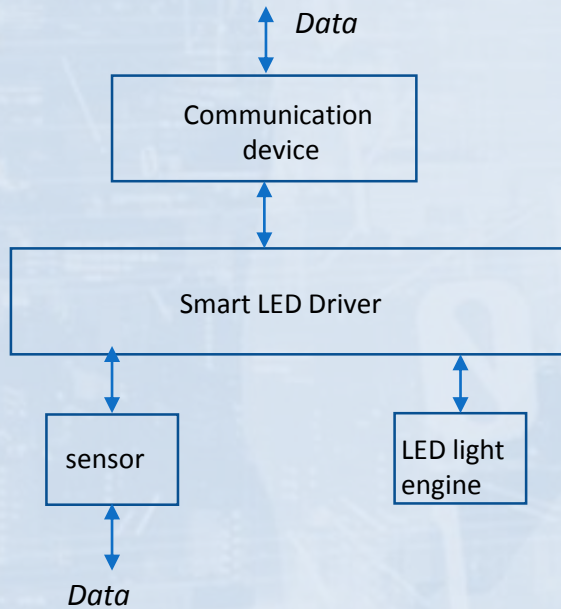 Data
Communication
device
Smart LED Driver
sensor
LED light
engine
Data